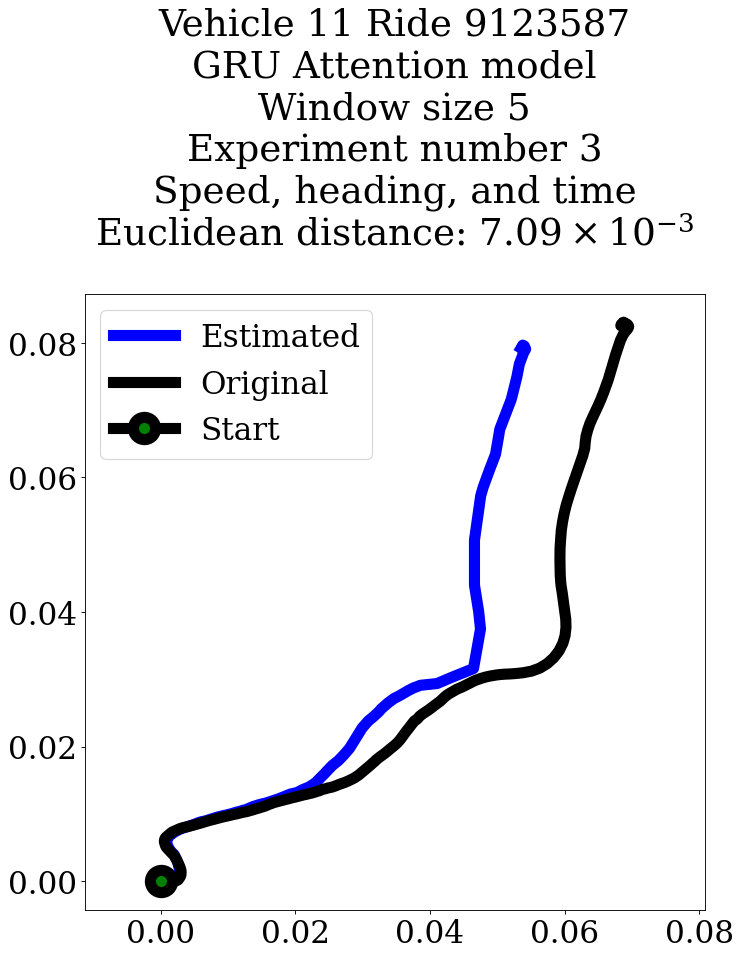 Vehicle 11 Ride 9123587
GRU Attention model
Window size 5
Experiment number 3
Speed, heading, and time
Euclidean distance: 7.09 × 10⁻³
Estimated
Original
Start
0.08
0.06
0.04
0.02
0.00
0.00 0.02 0.04 0.06 0.08